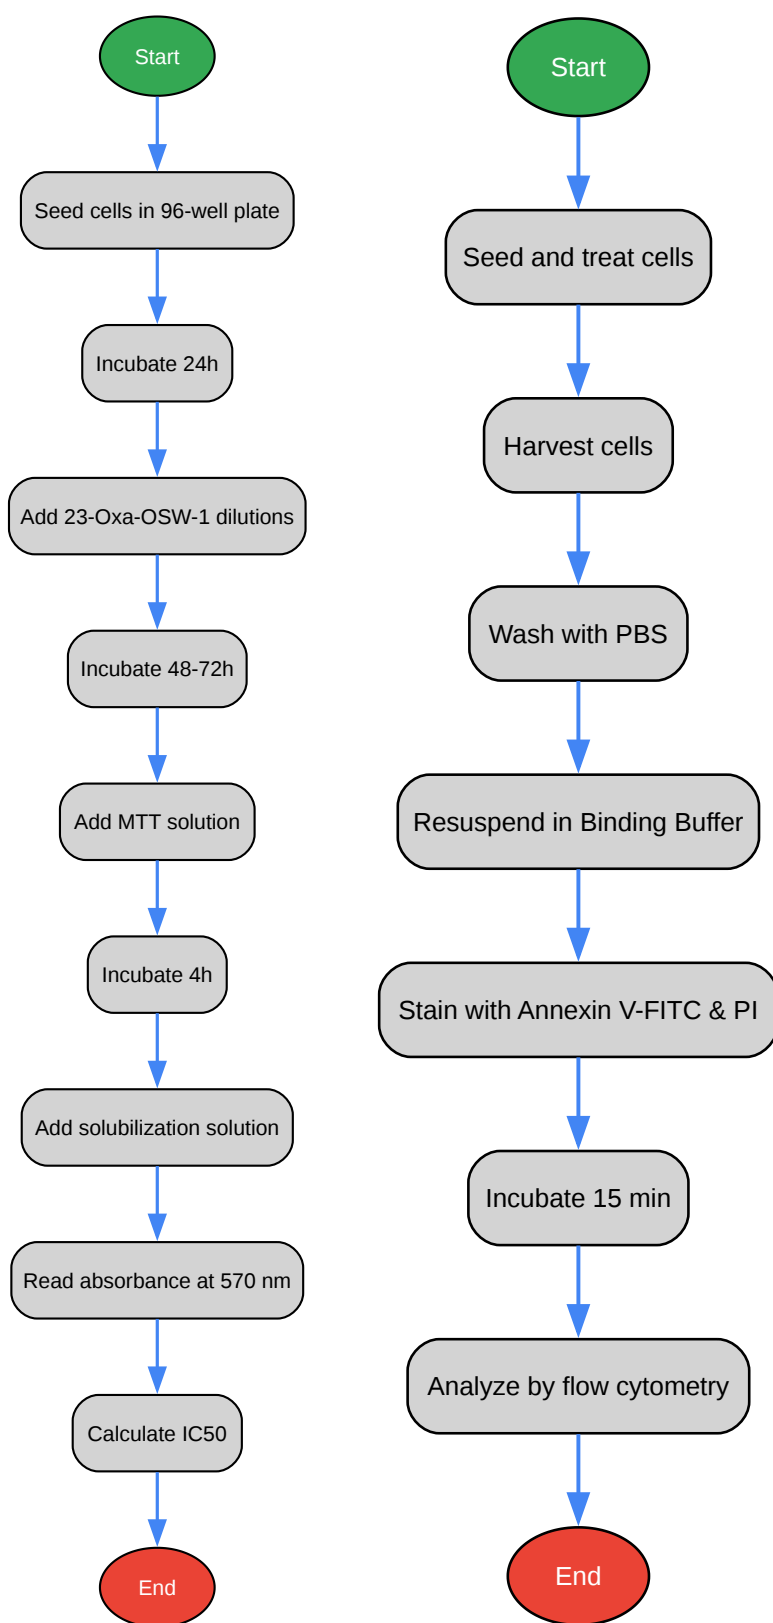 Start
Seed cells in 96-well plate
Incubate 24h
Add 23-Oxa-OSW-1 dilutions
Incubate 48-72h
Add MTT solution
Incubate 4h
Add solubilization solution
Read absorbance at 570 nm
Calculate IC50
End
Start
Seed and treat cells
Harvest cells
Wash with PBS
Resuspend in Binding Buffer
Stain with Annexin V-FITC & PI
Incubate 15 min
Analyze by flow cytometry
End